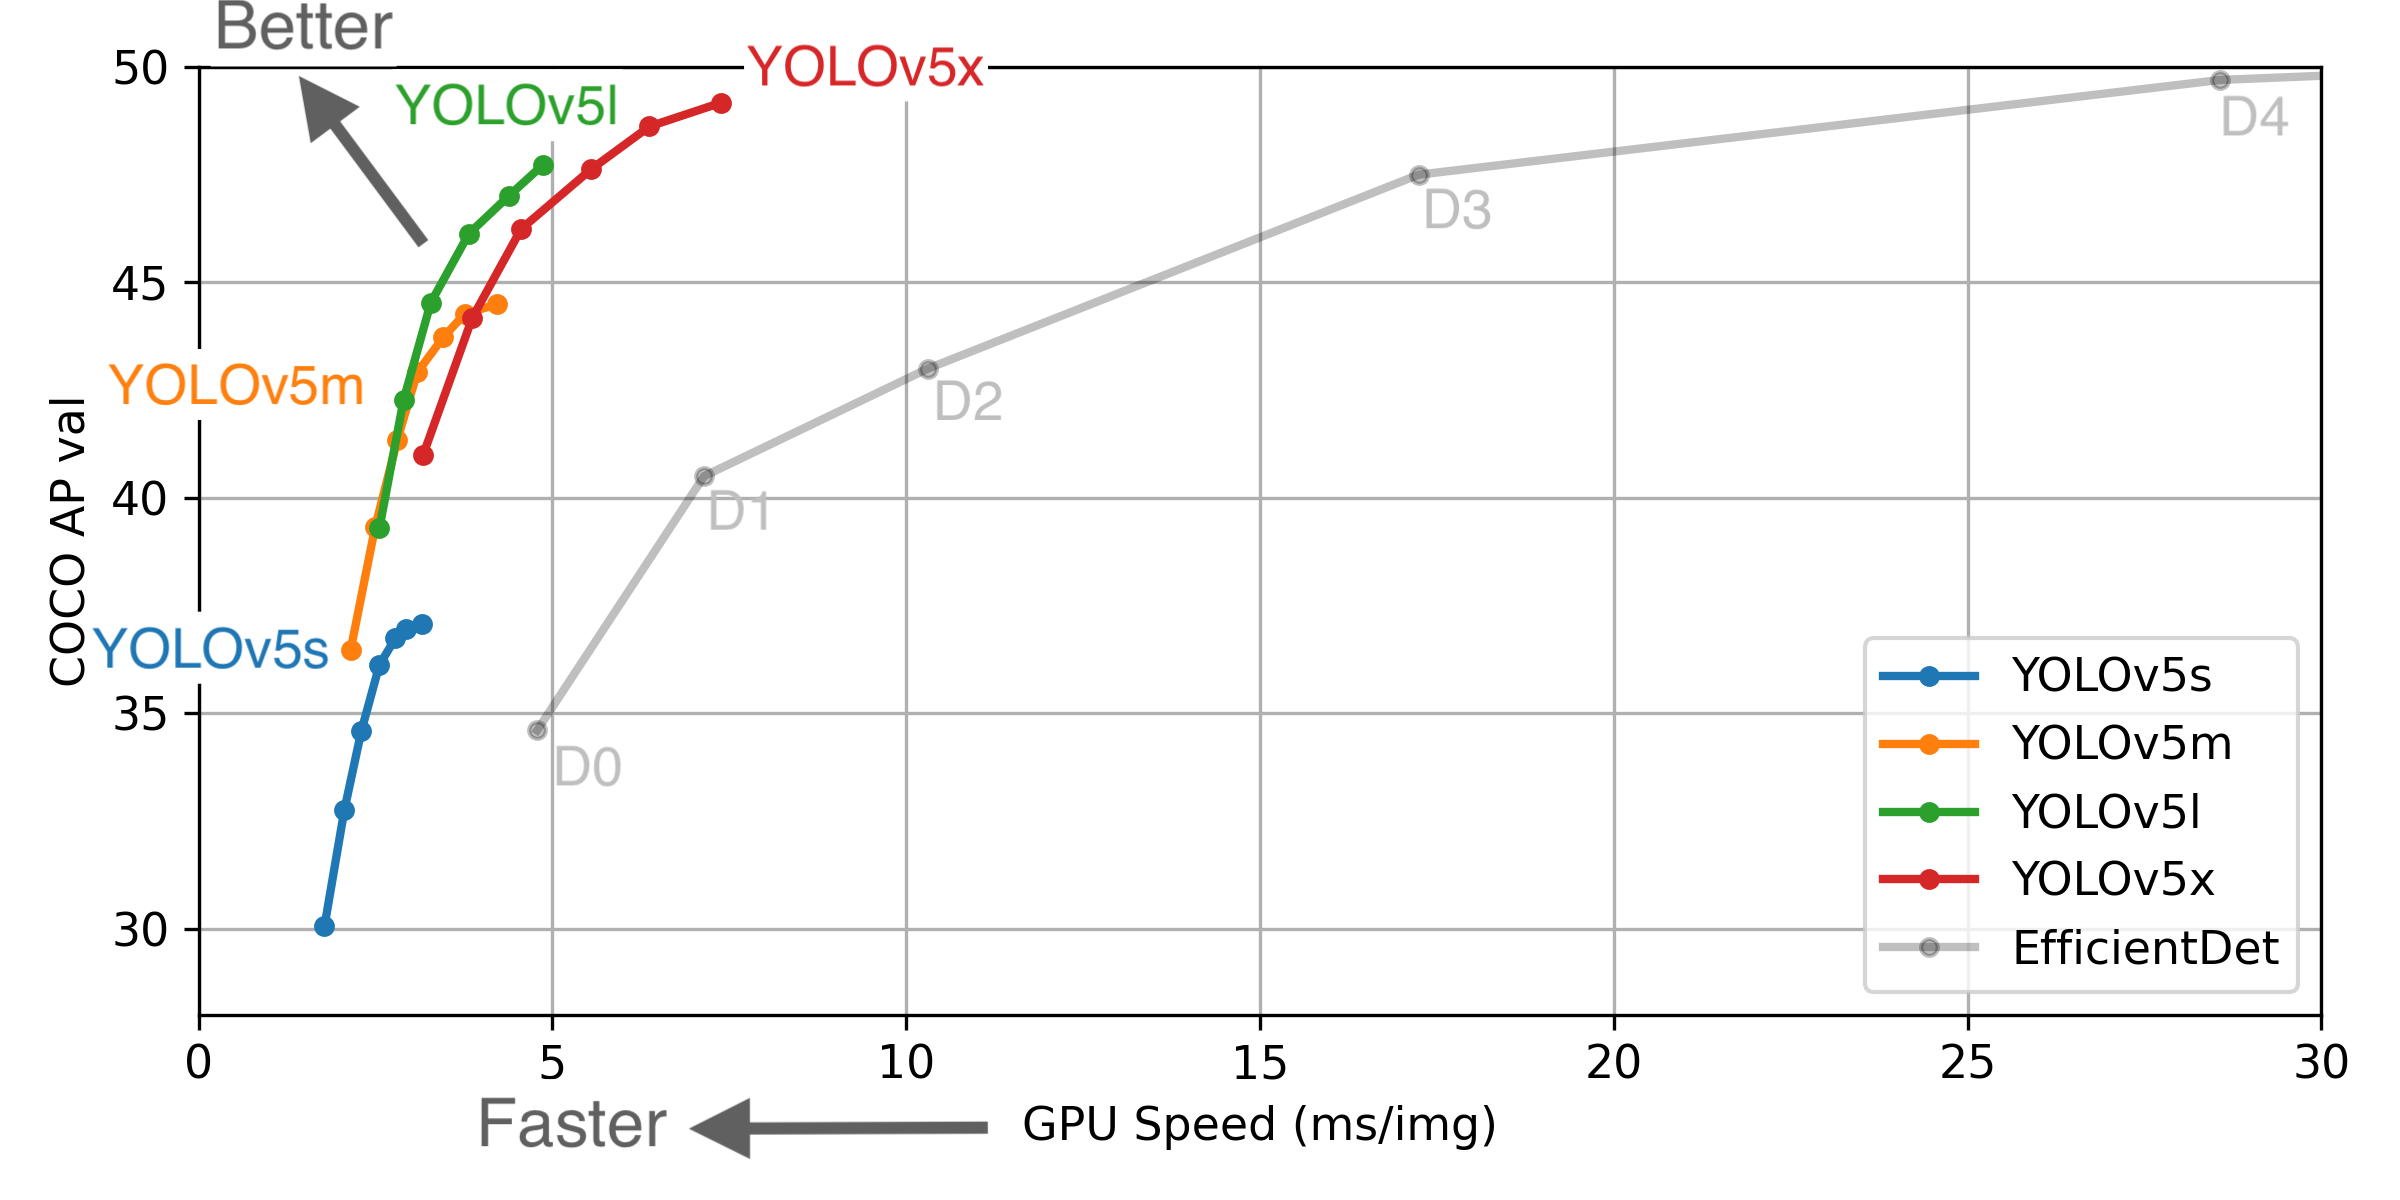 Better
50
YOLOv5x
YOLOv5l
D4
D3
45
YOLOv5m
D2
COCO AP val
40
D1
YOLOv5s
35
D0
30
YOLOv5s
YOLOv5m
YOLOv5l
YOLOv5x
EfficientDet
0 5 10 15 20 25 30
Faster
GPU Speed (ms/img)